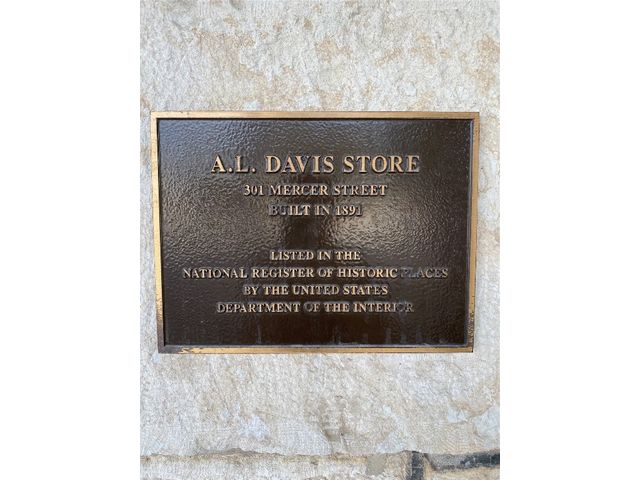 A.L. DAVIS STORE
301 MERCER STREET
BUILT IN 1891
LISTED IN THE
NATIONAL REGISTER OF HISTORIC PLACES
BY THE UNITED STATES
DEPARTMENT OF THE INTERIOR